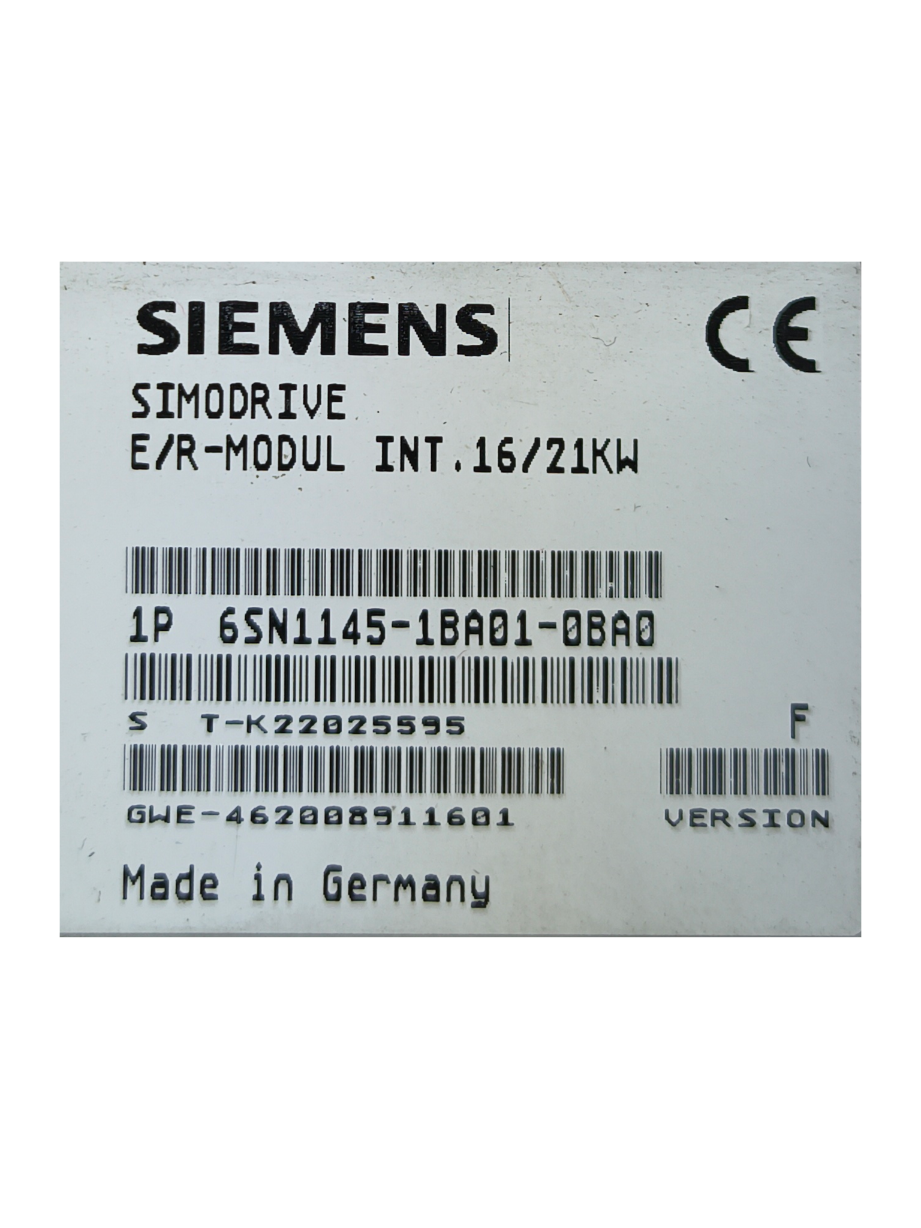 SIEMENS CE
SIMODRIVE
E/R-MODUL INT.16/21KW
1P 6SN1145-1BA01-0BA0
S T-K22025595 F
GWE-462008911601 VERSION
Made in Germany